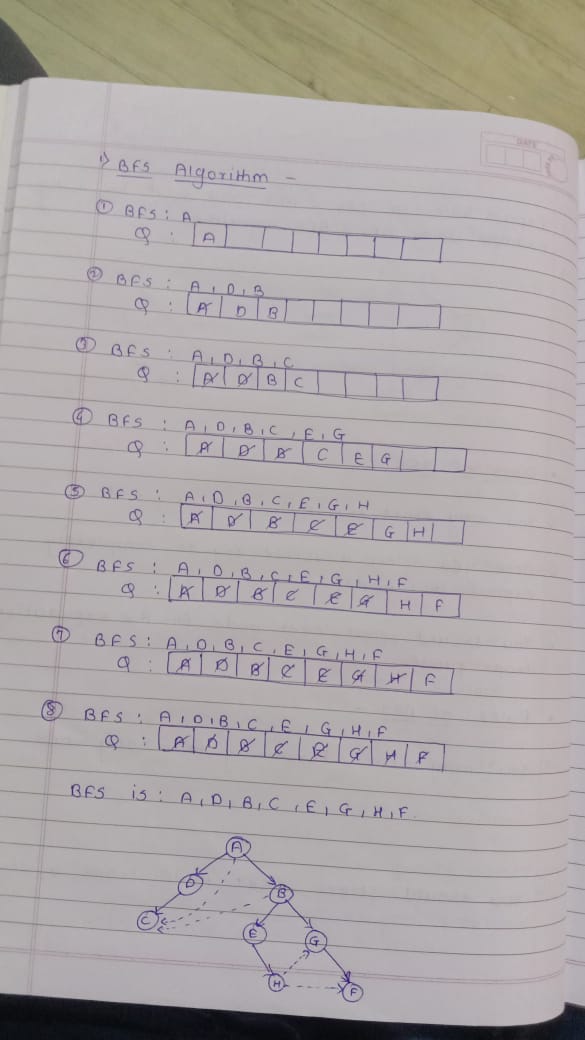 DATE
1) BFS Algorithm -
① BFS : A
Q : A
② BFS : A, D, B
Q : A D B
③ BFS : A, D, B, C
Q : A D B C
④ BFS : A, D, B, C, E, G
Q : A D B C E G
⑤ BFS : A, D, B, C, E, G, H
Q : A D B C E G H
⑥ BFS : A, D, B, C, E, G, H, F
Q : A D B C E G H F
⑦ BFS : A, D, B, C, E, G, H, F
Q : A D B C E G H F
⑧ BFS : A, D, B, C, E, G, H, F
Q : A D B C E G H F
BFS is : A, D, B, C, E, G, H, F.
A
D
B
C
E
G
H
F